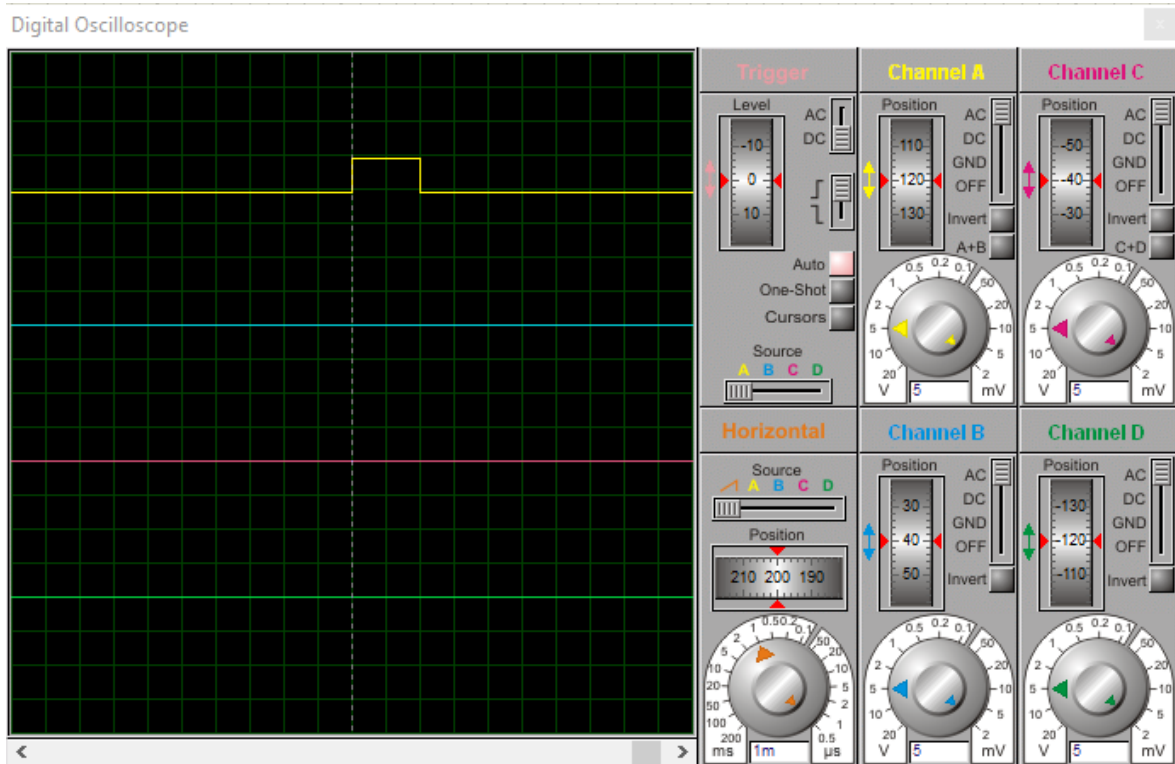 Digital Oscilloscope
x
Trigger
Level
AC
DC
-10
0
10
Auto
One-Shot
Cursors
Source
A B C D
Channel A
Position
AC
DC
GND
OFF
110
120
130
Invert
A+B
0.5 0.2 0.1
1
2
5
10
20
V
50
20
10
5
2
mV
5
Channel C
Position
AC
DC
GND
OFF
-50
-40
-30
Invert
C+D
0.5 0.2 0.1
1
2
5
10
20
V
50
20
10
5
2
mV
5
Horizontal
Source
A B C D
Position
210 200 190
1 0.5 0.2 0.1
2
5
10
20
50
100
200
ms
50
20
10
5
2
1
0.5
µs
1m
Channel B
Position
AC
DC
GND
OFF
30
40
50
Invert
0.5 0.2 0.1
1
2
5
10
20
V
50
20
10
5
2
mV
5
Channel D
Position
AC
DC
GND
OFF
-130
-120
-110
Invert
0.5 0.2 0.1
1
2
5
10
20
V
50
20
10
5
2
mV
5